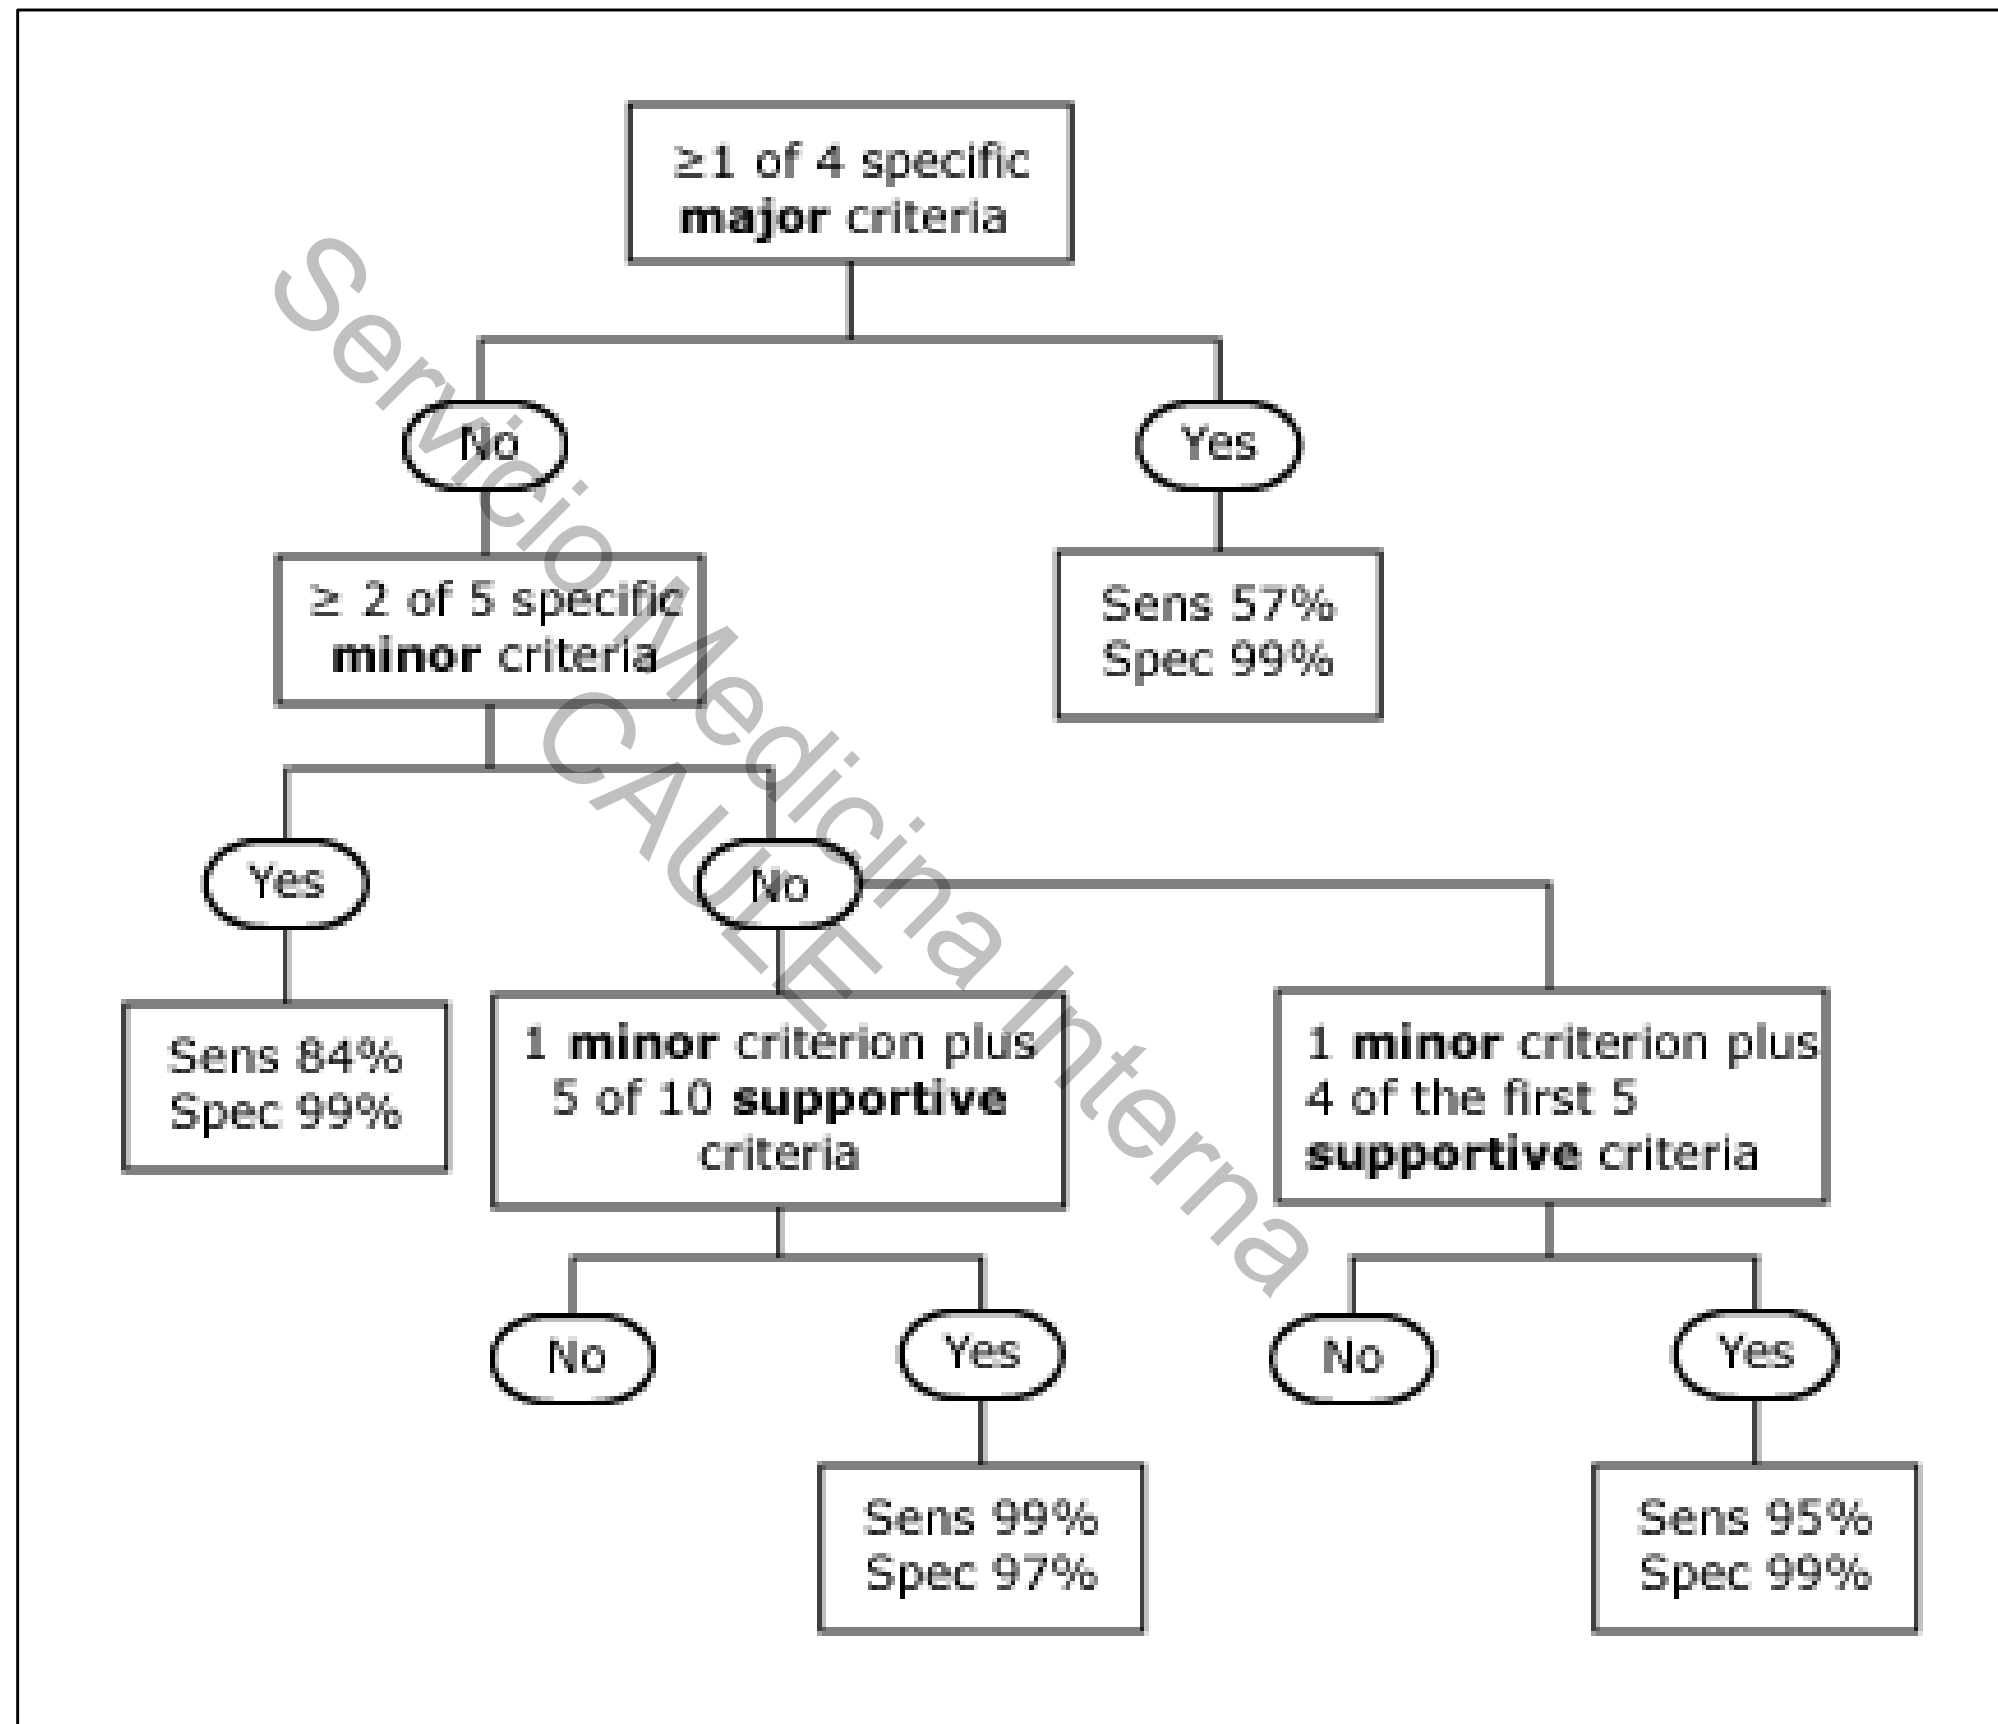 ≥1 of 4 specific
major criteria
No
Yes
≥ 2 of 5 specific
minor criteria
Sens 57%
Spec 99%
Yes
No
Sens 84%
Spec 99%
1 minor criterion plus
5 of 10 supportive
criteria
1 minor criterion plus
4 of the first 5
supportive criteria
No
Yes
No
Yes
Sens 99%
Spec 97%
Sens 95%
Spec 99%
Servicio Medicina Interna
CAULE